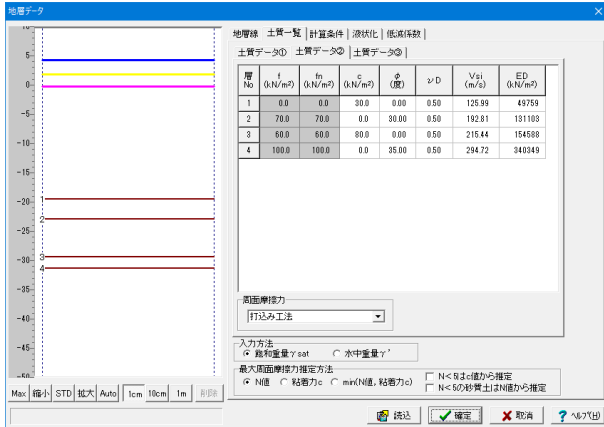 地層データ
地層線 土質一覧 計算条件 液状化 低減係数
土質データ① 土質データ② 土質データ③
層No f(kN/m²) fn(kN/m²) c(kN/m²) φ(度) νD Vsi(m/s) ED(kN/m²)
1 0.0 0.0 30.0 0.00 0.50 125.99 49759
2 70.0 70.0 0.0 30.00 0.50 192.81 131103
3 60.0 60.0 80.0 0.00 0.50 215.44 154588
4 100.0 100.0 0.0 35.00 0.50 294.72 340349
10
5
0
-5
-10
-15
-20
-25
-30
-35
-40
-45
-50
1
2
3
4
周面摩擦力
打込み工法
入力方法
飽和重量γsat 水中重量γ'
最大周面摩擦力推定方法
N値 粘着力c min(N値,粘着力c)
N<5はc値から推定
N<5の砂質土はN値から推定
Max 縮小 STD 拡大 Auto 1cm 10cm 1m 削除
読込 確定 取消 ヘルプ(H)